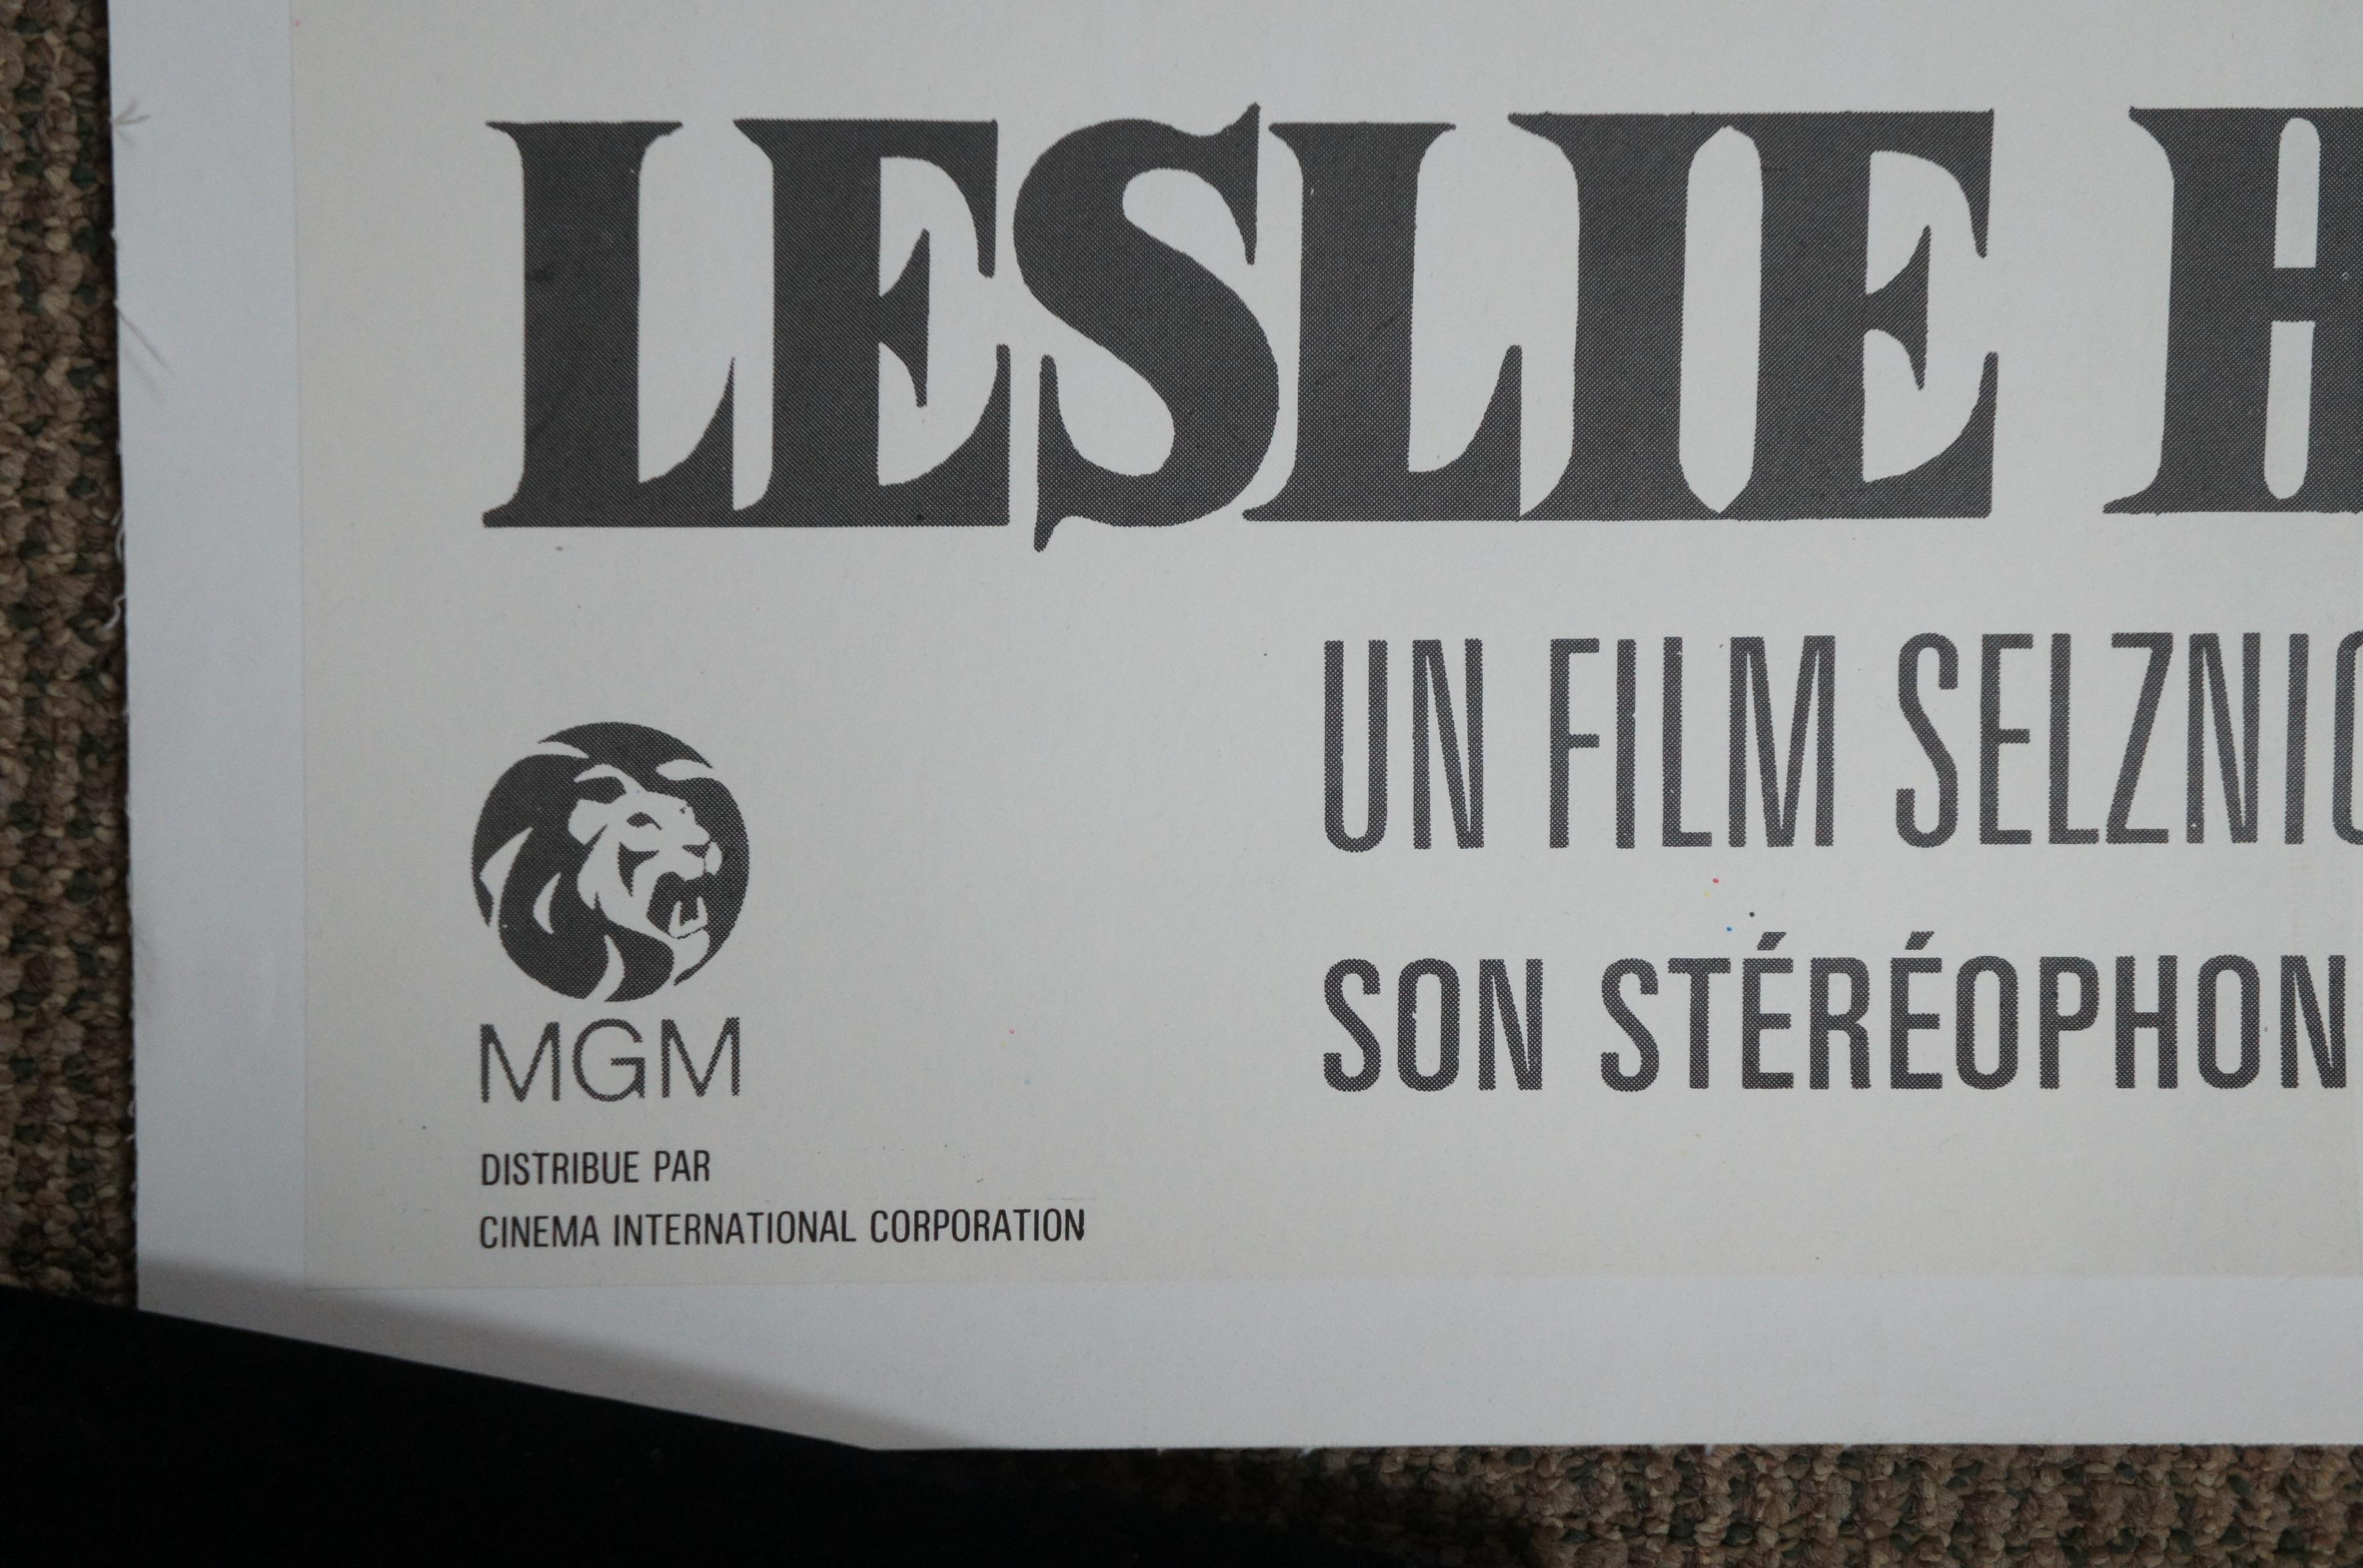 LESLIE H
UN FILM SELZNIC
SON STÉRÉOPHON
MGM
DISTRIBUE PAR
CINEMA INTERNATIONAL CORPORATION